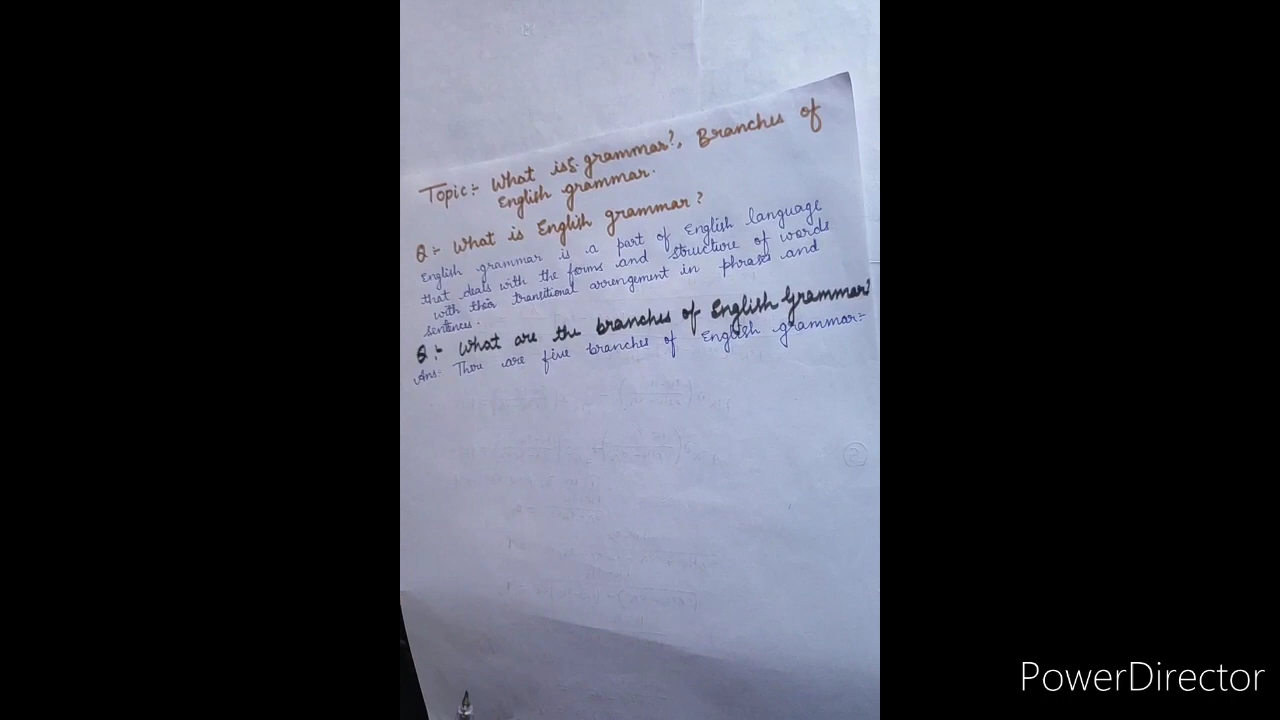 Topic:- What is E. grammar?, Branches of
English grammar.
Q:- What is English grammar?
English grammar is a part of English language
that deals with the forms and structure of words
with their transitional arrengement in phrases and
sentences.
Q:- What are the branches of English Grammar?
Ans:- There are five branches of English grammar:-
2
PowerDirector